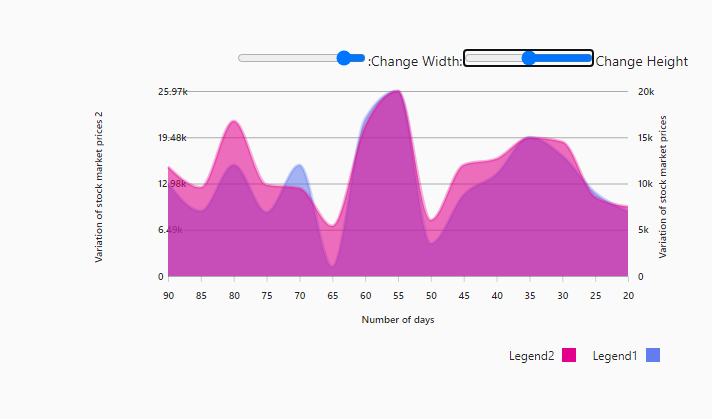 :Change Width:
Change Height
25.97k
19.48k
12.98k
6.49k
0
Variation of stock market prices 2
20k
15k
10k
5k
0
Variation of stock market prices
90 85 80 75 70 65 60 55 50 45 40 35 30 25 20
Number of days
Legend2 Legend1